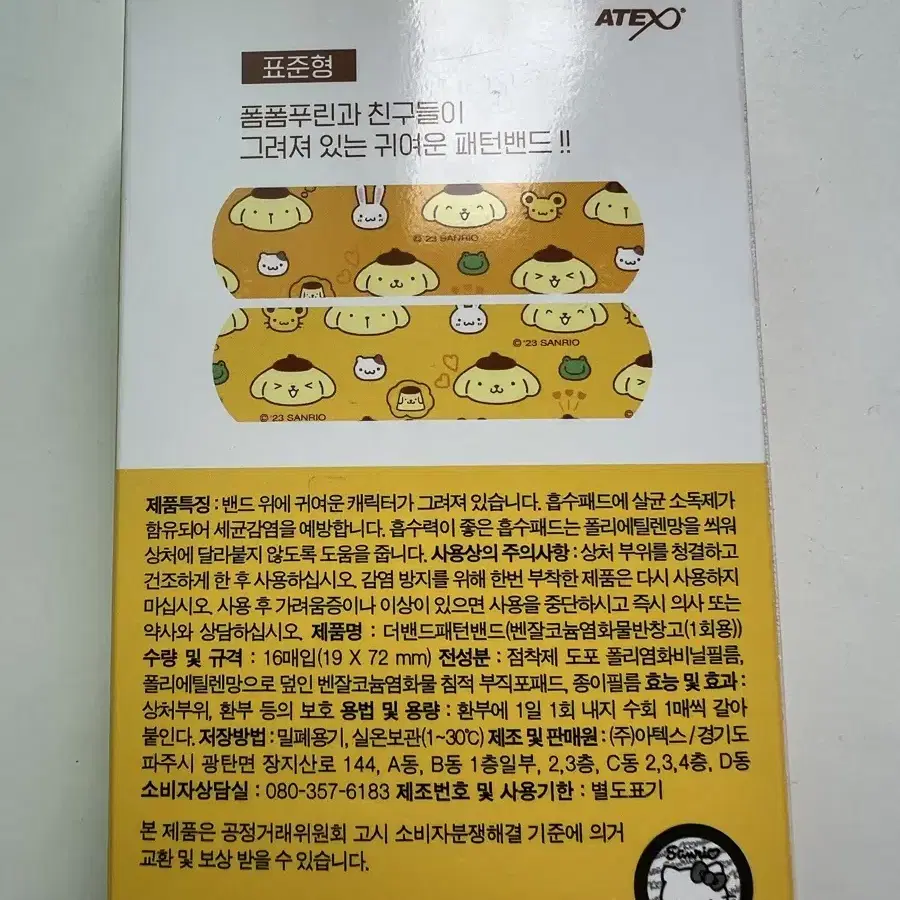 ATEX
표준형
폼폼푸린과 친구들이
그려져 있는 귀여운 패턴밴드 !!
© '23 SANRIO
© '23 SANRIO
© '23 SANRIO
제품특징 : 밴드 위에 귀여운 캐릭터가 그려져 있습니다. 흡수패드에 살균 소독제가
함유되어 세균감염을 예방합니다. 흡수력이 좋은 흡수패드는 폴리에틸렌망을 씌워
상처에 달라붙지 않도록 도움을 줍니다. 사용상의 주의사항 : 상처 부위를 청결하고
건조하게 한 후 사용하십시오. 감염 방지를 위해 한번 부착한 제품은 다시 사용하지
마십시오. 사용 후 가려움증이나 이상이 있으면 사용을 중단하시고 즉시 의사 또는
약사와 상담하십시오. 제품명 : 더밴드패턴밴드(벤잘코늄염화물반창고(1회용))
수량 및 규격 : 16매입(19 X 72 mm) 전성분 : 점착제 도포 폴리염화비닐필름,
폴리에틸렌망으로 덮인 벤잘코늄염화물 침적 부직포패드, 종이필름 효능 및 효과 :
상처부위, 환부 등의 보호 용법 및 용량 : 환부에 1일 1회 내지 수회 1매씩 갈아
붙인다. 저장방법 : 밀폐용기, 실온보관(1~30℃) 제조 및 판매원 : (주)아텍스/경기도
파주시 광탄면 장지산로 144, A동, B동 1층일부, 2,3층, C동 2,3,4층, D동
소비자상담실 : 080-357-6183 제조번호 및 사용기한 : 별도표기
본 제품은 공정거래위원회 고시 소비자분쟁해결 기준에 의거
교환 및 보상 받을 수 있습니다.
Sanrio